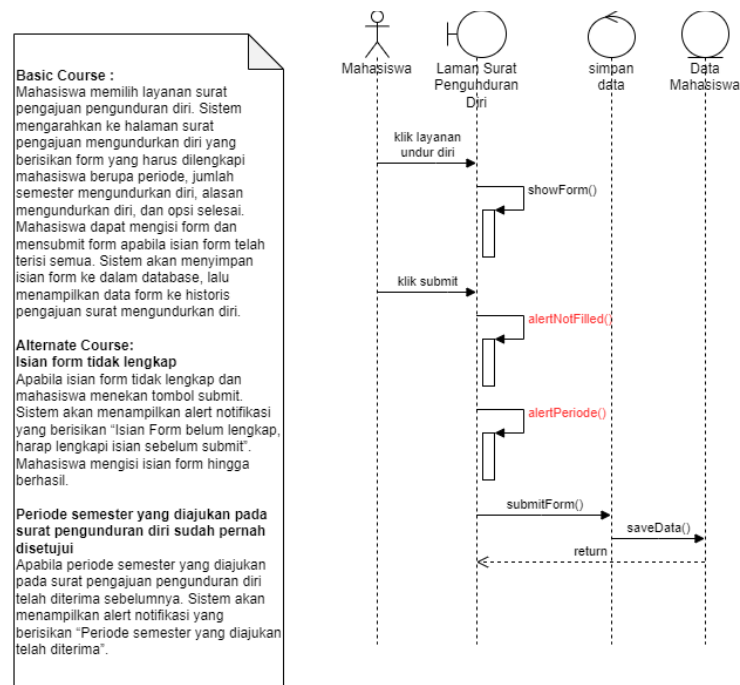 Basic Course :
Mahasiswa memilih layanan surat
pengajuan pengunduran diri. Sistem
mengarahkan ke halaman surat
pengajuan mengundurkan diri yang
berisikan form yang harus dilengkapi
mahasiswa berupa periode, jumlah
semester mengundurkan diri, alasan
mengundurkan diri, dan opsi selesai.
Mahasiswa dapat mengisi form dan
mensubmit form apabila isian form telah
terisi semua. Sistem akan menyimpan
isian form ke dalam database, lalu
menampilkan data form ke historis
pengajuan surat mengundurkan diri.
Alternate Course:
Isian form tidak lengkap
Apabila isian form tidak lengkap dan
mahasiswa menekan tombol submit.
Sistem akan menampilkan alert notifikasi
yang berisikan “Isian Form belum lengkap,
harap lengkapi isian sebelum submit”.
Mahasiswa mengisi isian form hingga
berhasil.
Periode semester yang diajukan pada
surat pengunduran diri sudah pernah
disetujui
Apabila periode semester yang diajukan
pada surat pengajuan pengunduran diri
telah diterima sebelumnya. Sistem akan
menampilkan alert notifikasi yang
berisikan “Periode semester yang diajukan
telah diterima”.
Mahasiswa
Laman Surat
Pengunduran
Diri
simpan
data
Data
Mahasiswa
klik layanan
undur diri
showForm()
klik submit
alertNotFilled()
alertPeriode()
submitForm()
saveData()
return